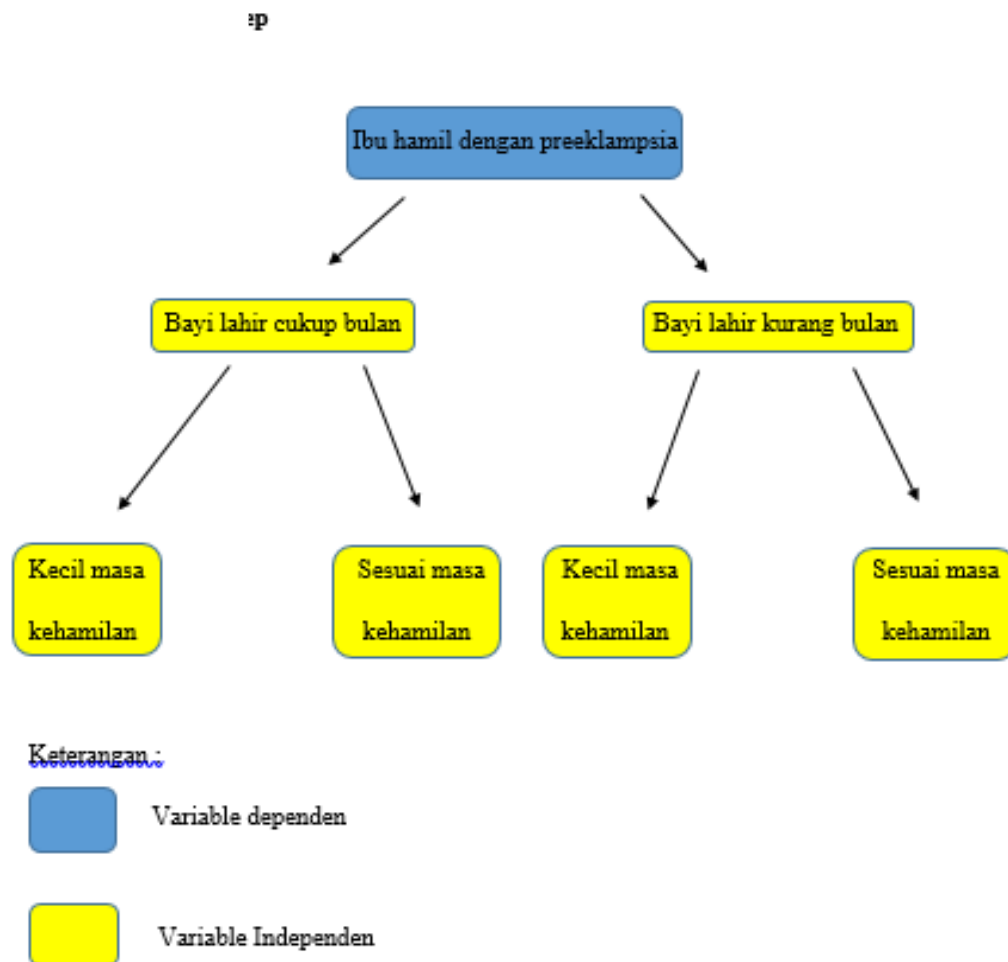 ep
Ibu hamil dengan preeklampsia
Bayi lahir cukup bulan
Bayi lahir kurang bulan
Kecil masa
kehamilan
Sesuai masa
kehamilan
Kecil masa
kehamilan
Sesuai masa
kehamilan
Keterangan :
Variable dependen
Variable Independen